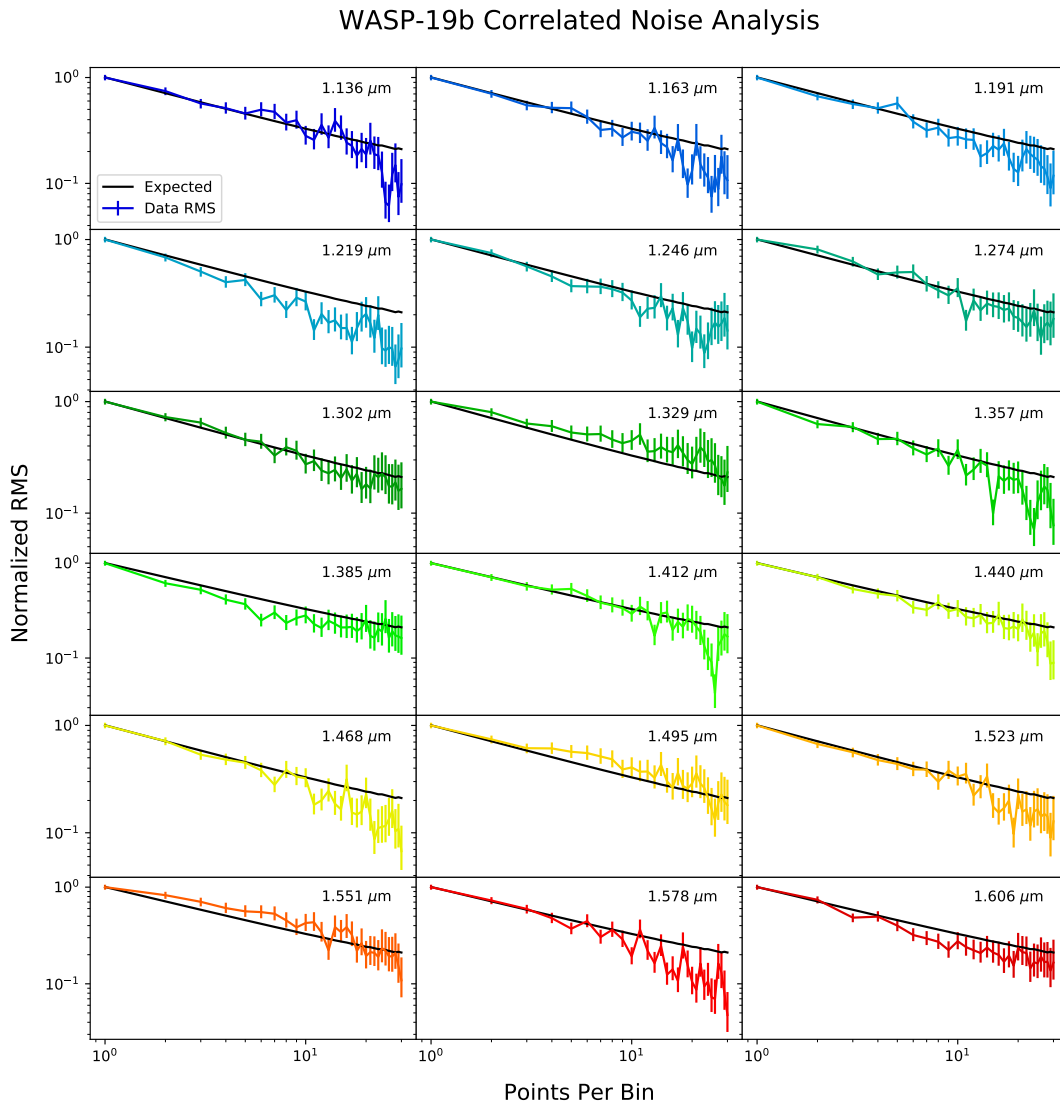 WASP-19b Correlated Noise Analysis
10⁰ 1.136 μm 1.163 μm 1.191 μm
10⁻¹ Expected
Data RMS
10⁰ 1.219 μm 1.246 μm 1.274 μm
10⁻¹
10⁰ 1.302 μm 1.329 μm 1.357 μm
10⁻¹
Normalized RMS
10⁰ 1.385 μm 1.412 μm 1.440 μm
10⁻¹
10⁰ 1.468 μm 1.495 μm 1.523 μm
10⁻¹
10⁰ 1.551 μm 1.578 μm 1.606 μm
10⁻¹
10⁰ 10¹ 10⁰ 10¹ 10⁰ 10¹
Points Per Bin